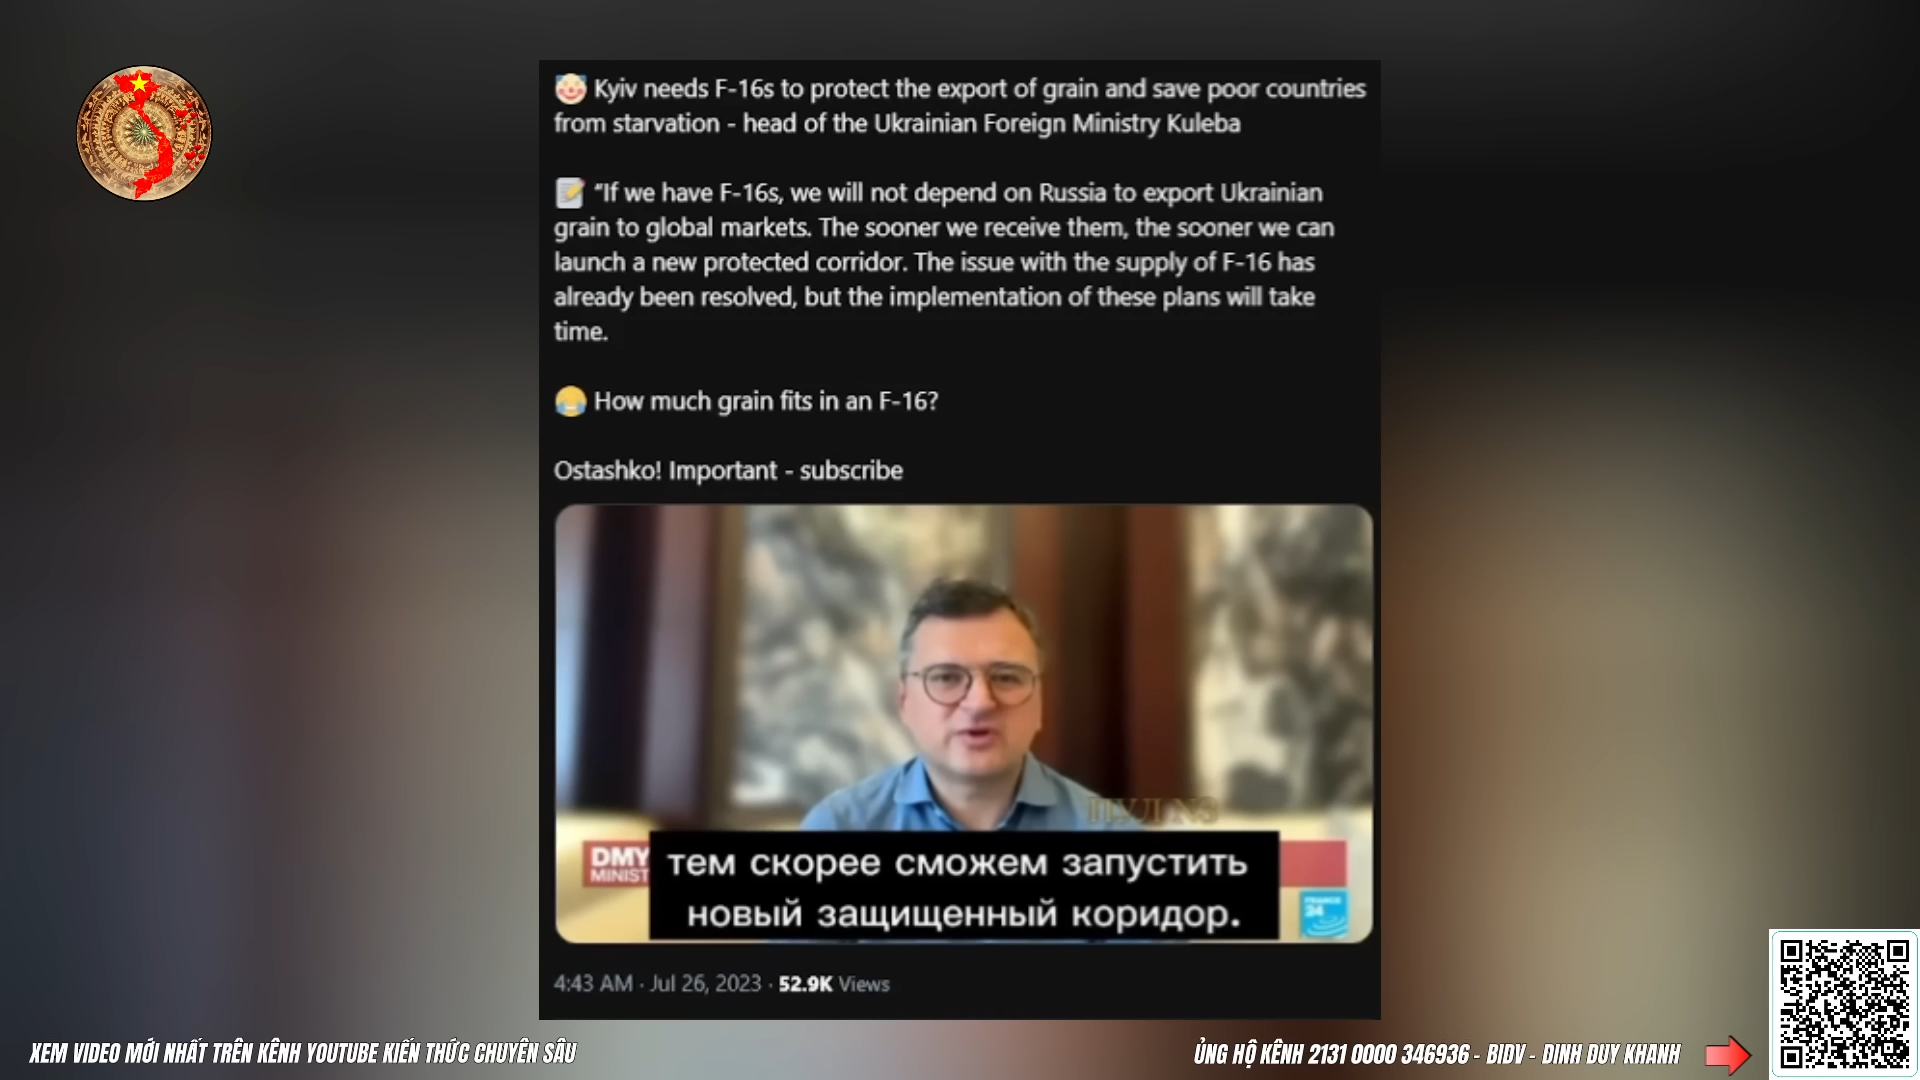 Kyiv needs F-16s to protect the export of grain and save poor countries
from starvation - head of the Ukrainian Foreign Ministry Kuleba
"If we have F-16s, we will not depend on Russia to export Ukrainian
grain to global markets. The sooner we receive them, the sooner we can
launch a new protected corridor. The issue with the supply of F-16 has
already been resolved, but the implementation of these plans will take
time.
How much grain fits in an F-16?
Ostashko! Important - subscribe
DMY
MINIST
тем скорее сможем запустить
новый защищенный коридор.
FRANCE
24
4:43 AM · Jul 26, 2023 · 52.9K Views
XEM VIDEO MỚI NHẤT TRÊN KÊNH YOUTUBE KIẾN THỨC CHUYÊN SÂU
ỦNG HỘ KÊNH 2131 0000 346936 - BIDV - DINH DUY KHANH